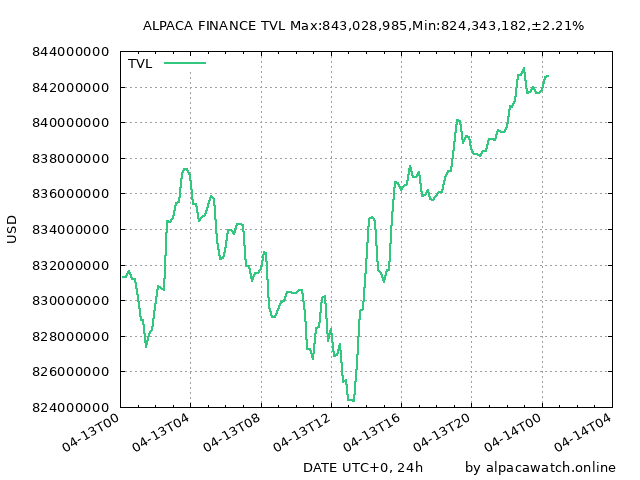 ALPACA FINANCE TVL Max:843,028,985,Min:824,343,182,±2.21%
TVL
844000000
842000000
840000000
838000000
836000000
834000000
832000000
830000000
828000000
826000000
824000000
USD
04-13T00
04-13T04
04-13T08
04-13T12
04-13T16
04-13T20
04-14T00
04-14T04
DATE UTC+0, 24h
by alpacawatch.online